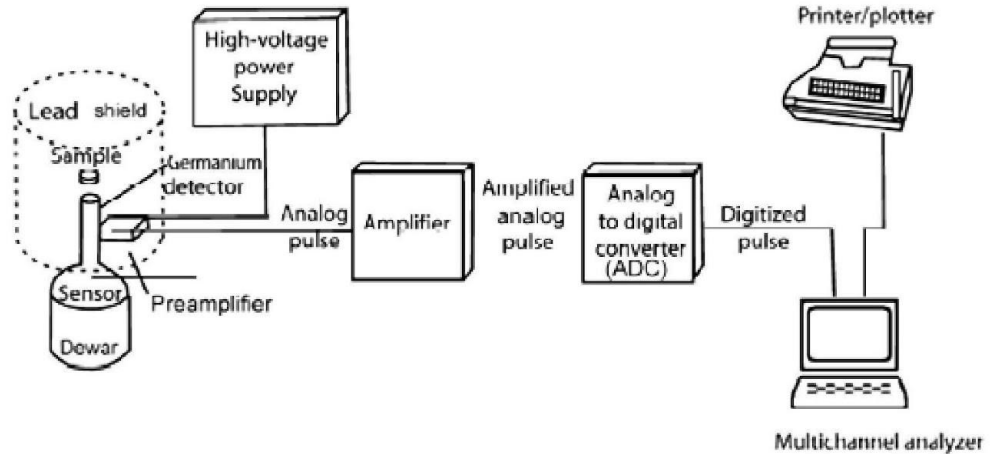 Printer/plotter
High-voltage
power
Supply
Lead shield
Sample
Germanium
detector
Analog
pulse
Amplifier
Amplified
analog
pulse
Analog
to digital
converter
(ADC)
Digitized
pulse
Sensor
Preamplifier
Dewar
Multichannel analyzer